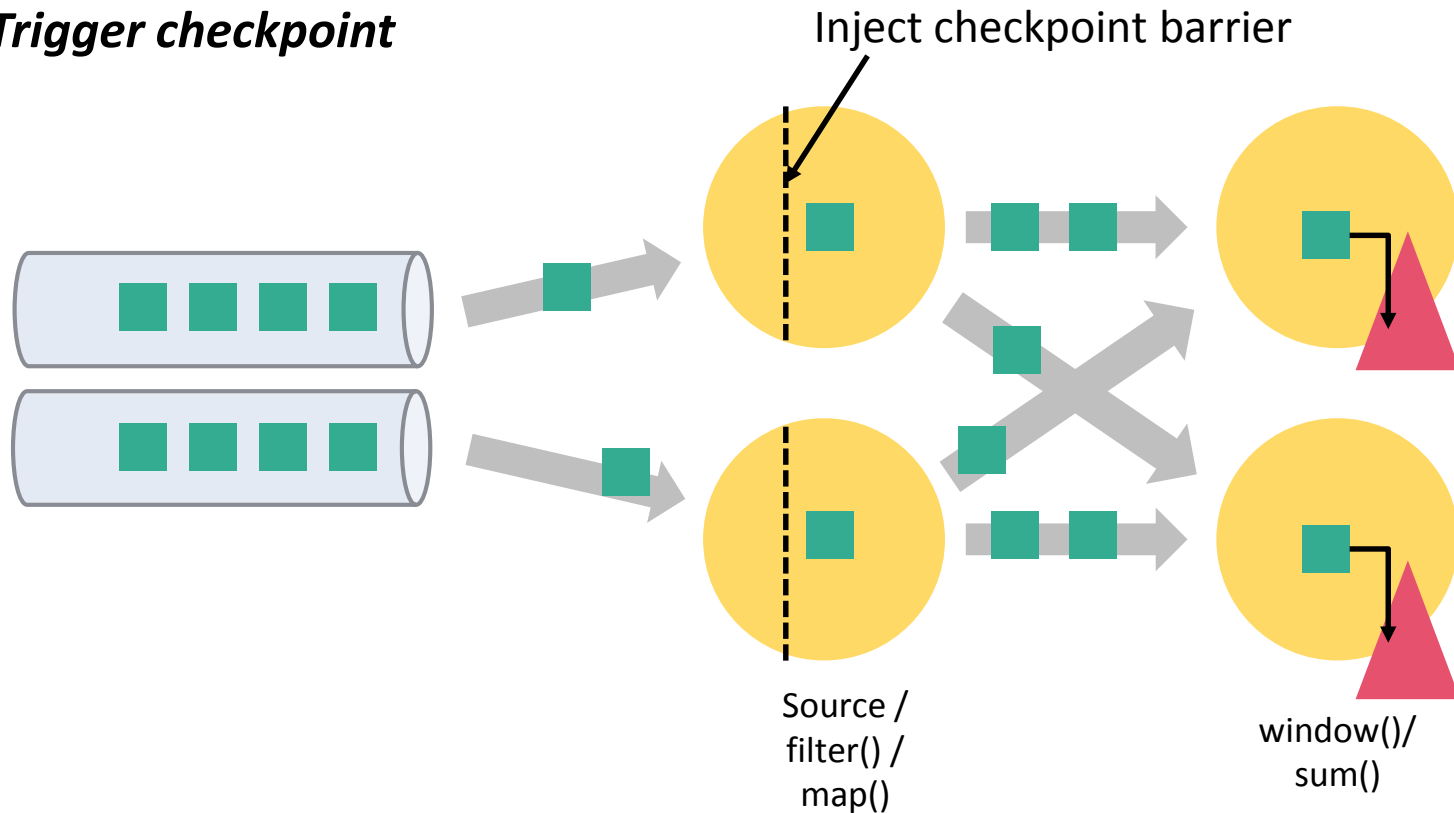 Trigger checkpoint
Inject checkpoint barrier
Source /
filter() /
map()
window()/
sum()